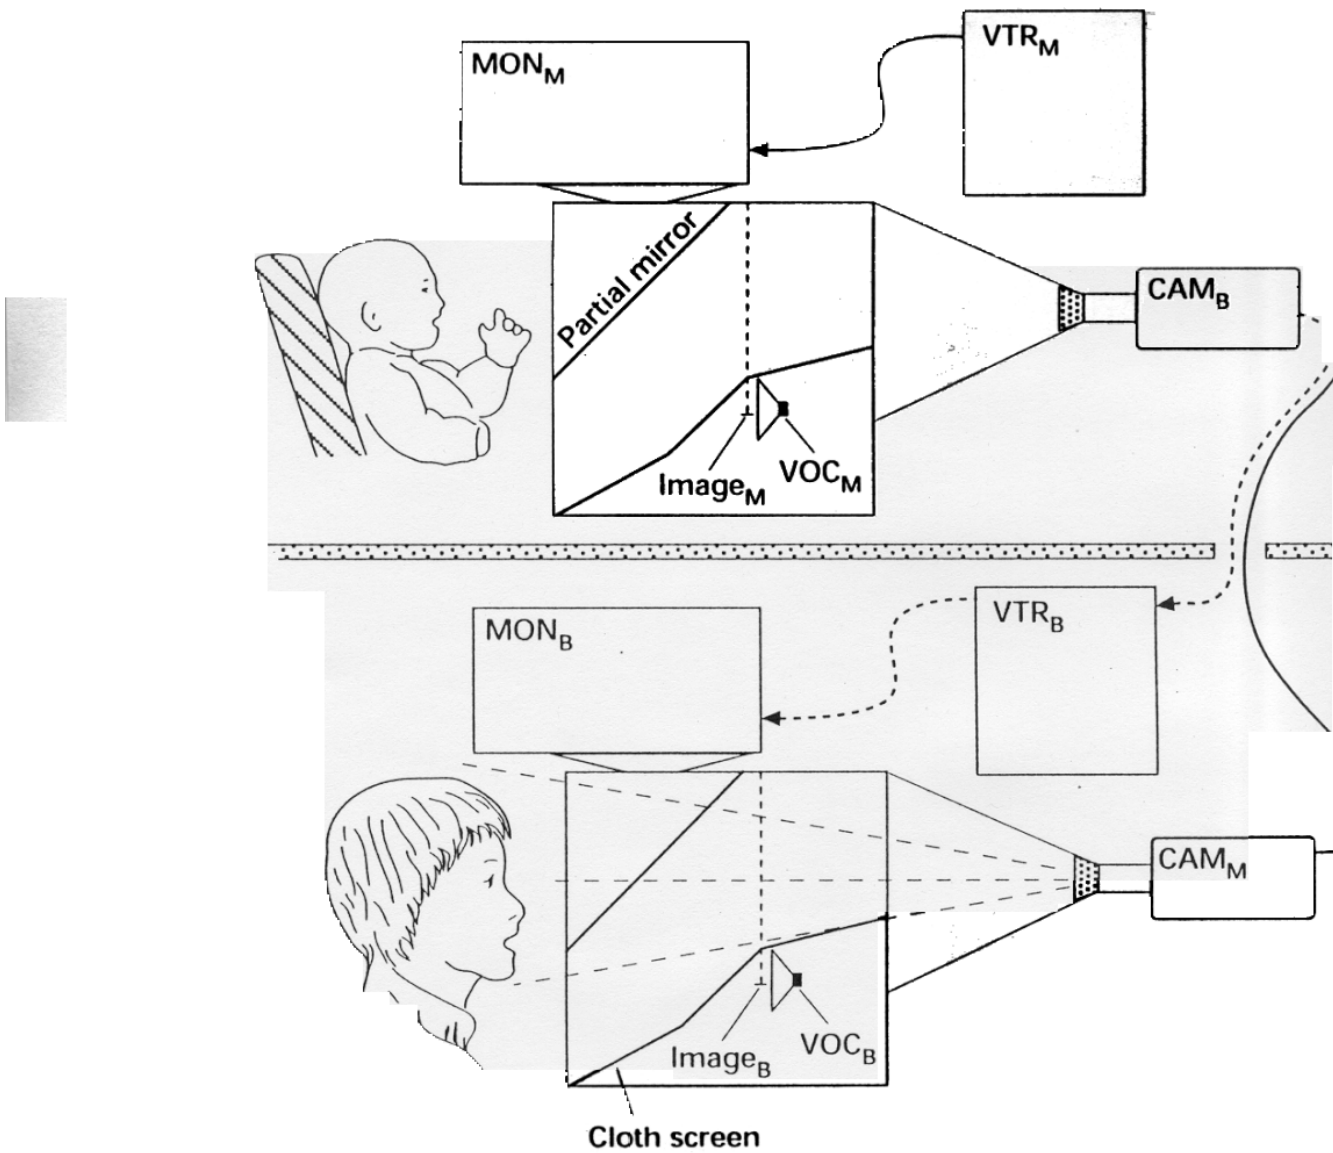 MON_M
VTR_M
Partial mirror
CAM_B
Image_M
VOC_M
MON_B
VTR_B
CAM_M
Image_B
VOC_B
Cloth screen